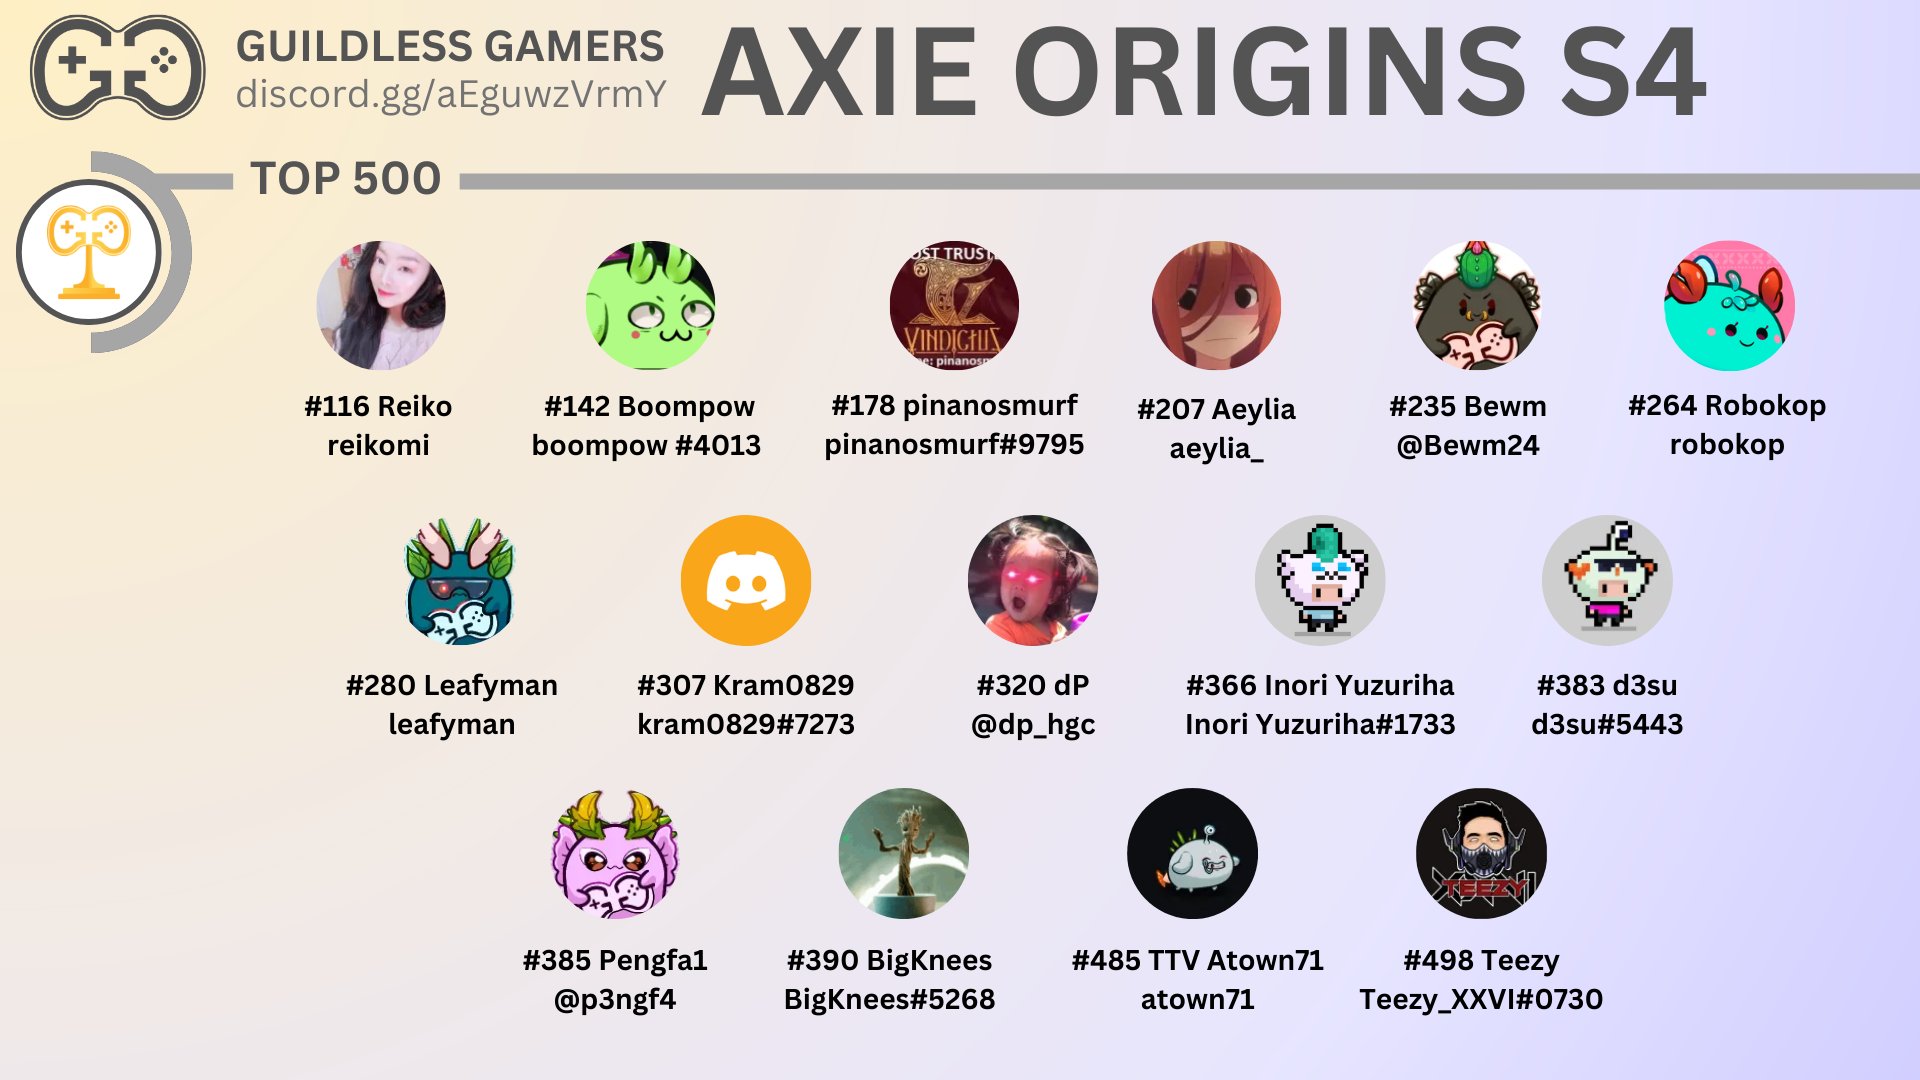 GUILDLESS GAMERS
discord.gg/aEguwzVrmY
AXIE ORIGINS S4
TOP 500
OST TRUST
VINDICTUS
e: pinanosm
#116 Reiko
reikomi
#142 Boompow
boompow #4013
#178 pinanosmurf
pinanosmurf#9795
#207 Aeylia
aeylia_
#235 Bewm
@Bewm24
#264 Robokop
robokop
#280 Leafyman
leafyman
#307 Kram0829
kram0829#7273
#320 dP
@dp_hgc
#366 Inori Yuzuriha
Inori Yuzuriha#1733
#383 d3su
d3su#5443
TEEZY
#385 Pengfa1
@p3ngf4
#390 BigKnees
BigKnees#5268
#485 TTV Atown71
atown71
#498 Teezy
Teezy_XXVI#0730